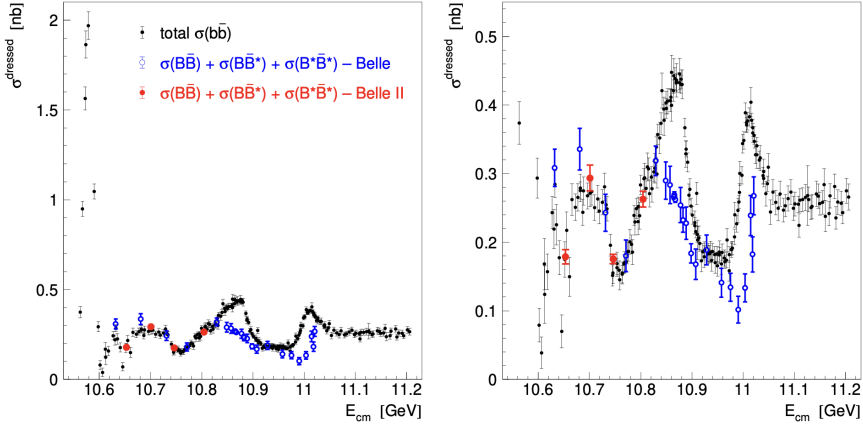 σ^dressed [nb]
2
1.5
1
0.5
0
total σ(bb̄)
σ(BB̄) + σ(BB̄*) + σ(B*B̄*) – Belle
σ(BB̄) + σ(BB̄*) + σ(B*B̄*) – Belle II
10.6 10.7 10.8 10.9 11 11.1 11.2
E_cm [GeV]
σ^dressed [nb]
0.5
0.4
0.3
0.2
0.1
0
10.6 10.7 10.8 10.9 11 11.1 11.2
E_cm [GeV]